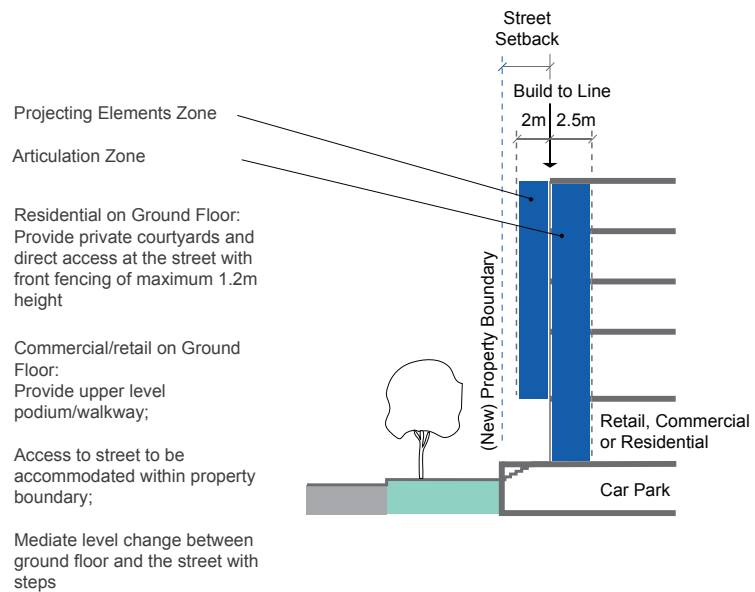 Street
Setback
Build to Line
2m
2.5m
Projecting Elements Zone
Articulation Zone
Residential on Ground Floor:
Provide private courtyards and
direct access at the street with
front fencing of maximum 1.2m
height
Commercial/retail on Ground
Floor:
Provide upper level
podium/walkway;
Access to street to be
accommodated within property
boundary;
Mediate level change between
ground floor and the street with
steps
(New) Property Boundary
Retail, Commercial
or Residential
Car Park